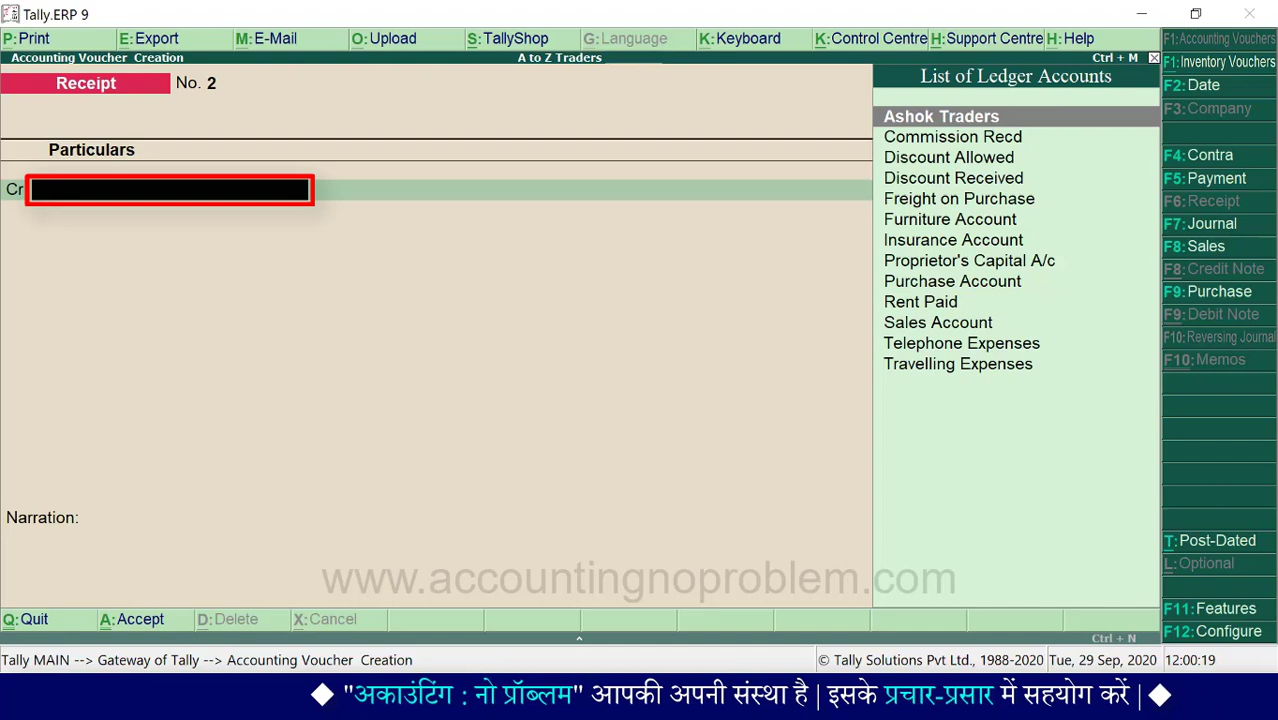 Tally.ERP 9
P: Print E: Export M: E-Mail O: Upload S: TallyShop G: Language K: Keyboard K: Control Centre H: Support Centre H: Help
Accounting Voucher Creation A to Z Traders Ctrl + M
Receipt No. 2
Particulars
Cr
Narration:
List of Ledger Accounts
Ashok Traders
Commission Recd
Discount Allowed
Discount Received
Freight on Purchase
Furniture Account
Insurance Account
Proprietor's Capital A/c
Purchase Account
Rent Paid
Sales Account
Telephone Expenses
Travelling Expenses
F1: Accounting Vouchers
F1: Inventory Vouchers
F2: Date
F3: Company
F4: Contra
F5: Payment
F6: Receipt
F7: Journal
F8: Sales
F8: Credit Note
F9: Purchase
F9: Debit Note
F10: Reversing Journal
F10: Memos
T: Post-Dated
L: Optional
F11: Features
F12: Configure
www.accountingnoproblem.com
Q: Quit A: Accept D: Delete X: Cancel
Ctrl + N
Tally MAIN --> Gateway of Tally --> Accounting Voucher Creation © Tally Solutions Pvt Ltd., 1988-2020 Tue, 29 Sep, 2020 12:00:19
"अकाउंटिंग : नो प्रॉब्लम" आपकी अपनी संस्था है | इसके प्रचार-प्रसार में सहयोग करें |